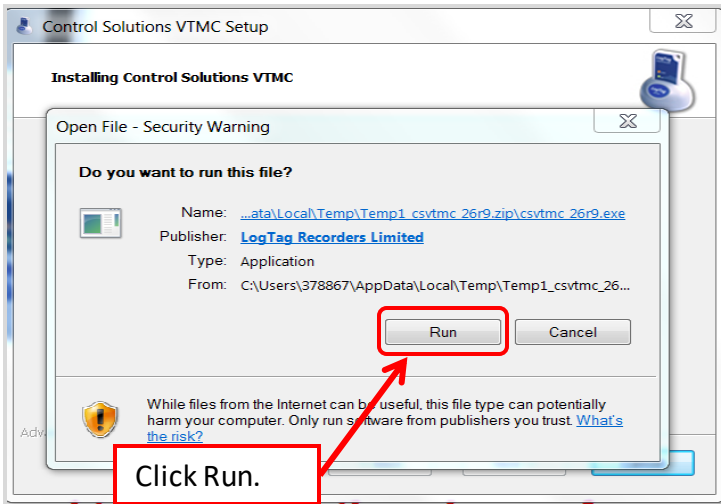 Control Solutions VTMC Setup
Installing Control Solutions VTMC
Open File - Security Warning
Do you want to run this file?
Name: ...ata\Local\Temp\Temp1_csvtmc_26r9.zip\csvtmc_26r9.exe
Publisher: LogTag Recorders Limited
Type: Application
From: C:\Users\378867\AppData\Local\Temp\Temp1_csvtmc_26...
Run Cancel
While files from the Internet can be useful, this file type can potentially
harm your computer. Only run software from publishers you trust. What's
the risk?
Click Run.